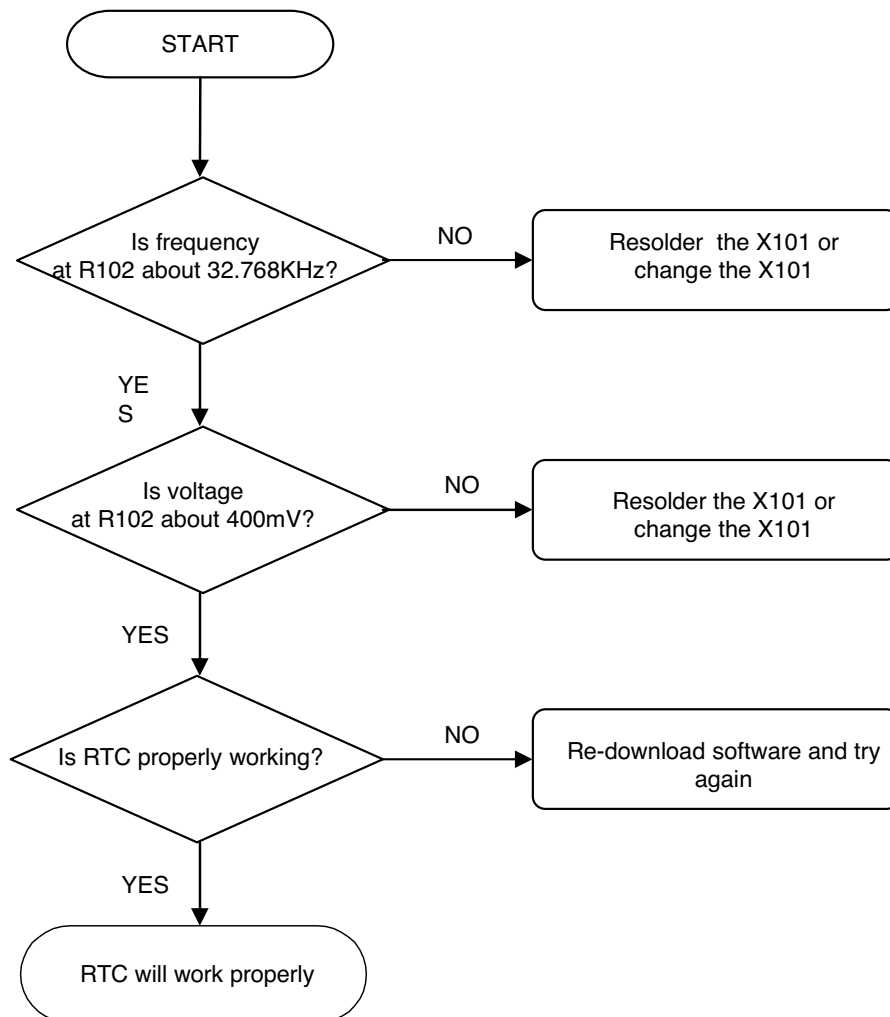 START
Is frequency
at R102 about 32.768KHz?
NO
Resolder the X101 or
change the X101
YE
S
Is voltage
at R102 about 400mV?
NO
Resolder the X101 or
change the X101
YES
Is RTC properly working?
NO
Re-download software and try
again
YES
RTC will work properly